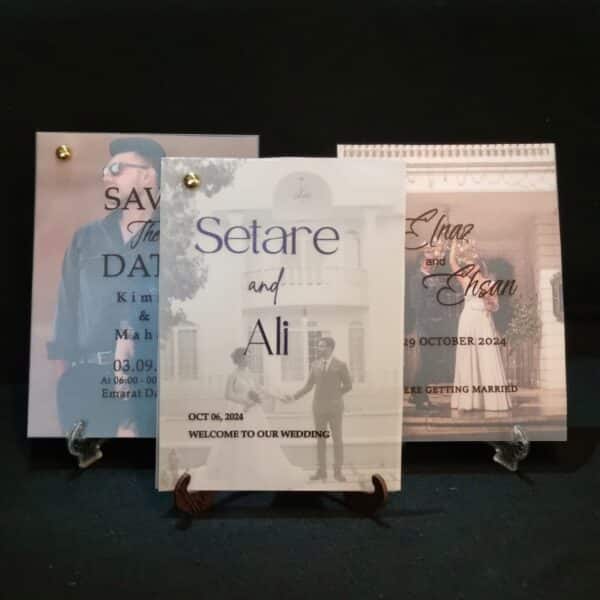 SAV
The
DAT
Kim
&
Mah
03.09.
At 06:00 - 00
Emarat Da
Setare
and
Ali
OCT 06, 2024
WELCOME TO OUR WEDDING
Elnaz
and
Ehsan
29 OCTOBER 2024
ERE GETTING MARRIED